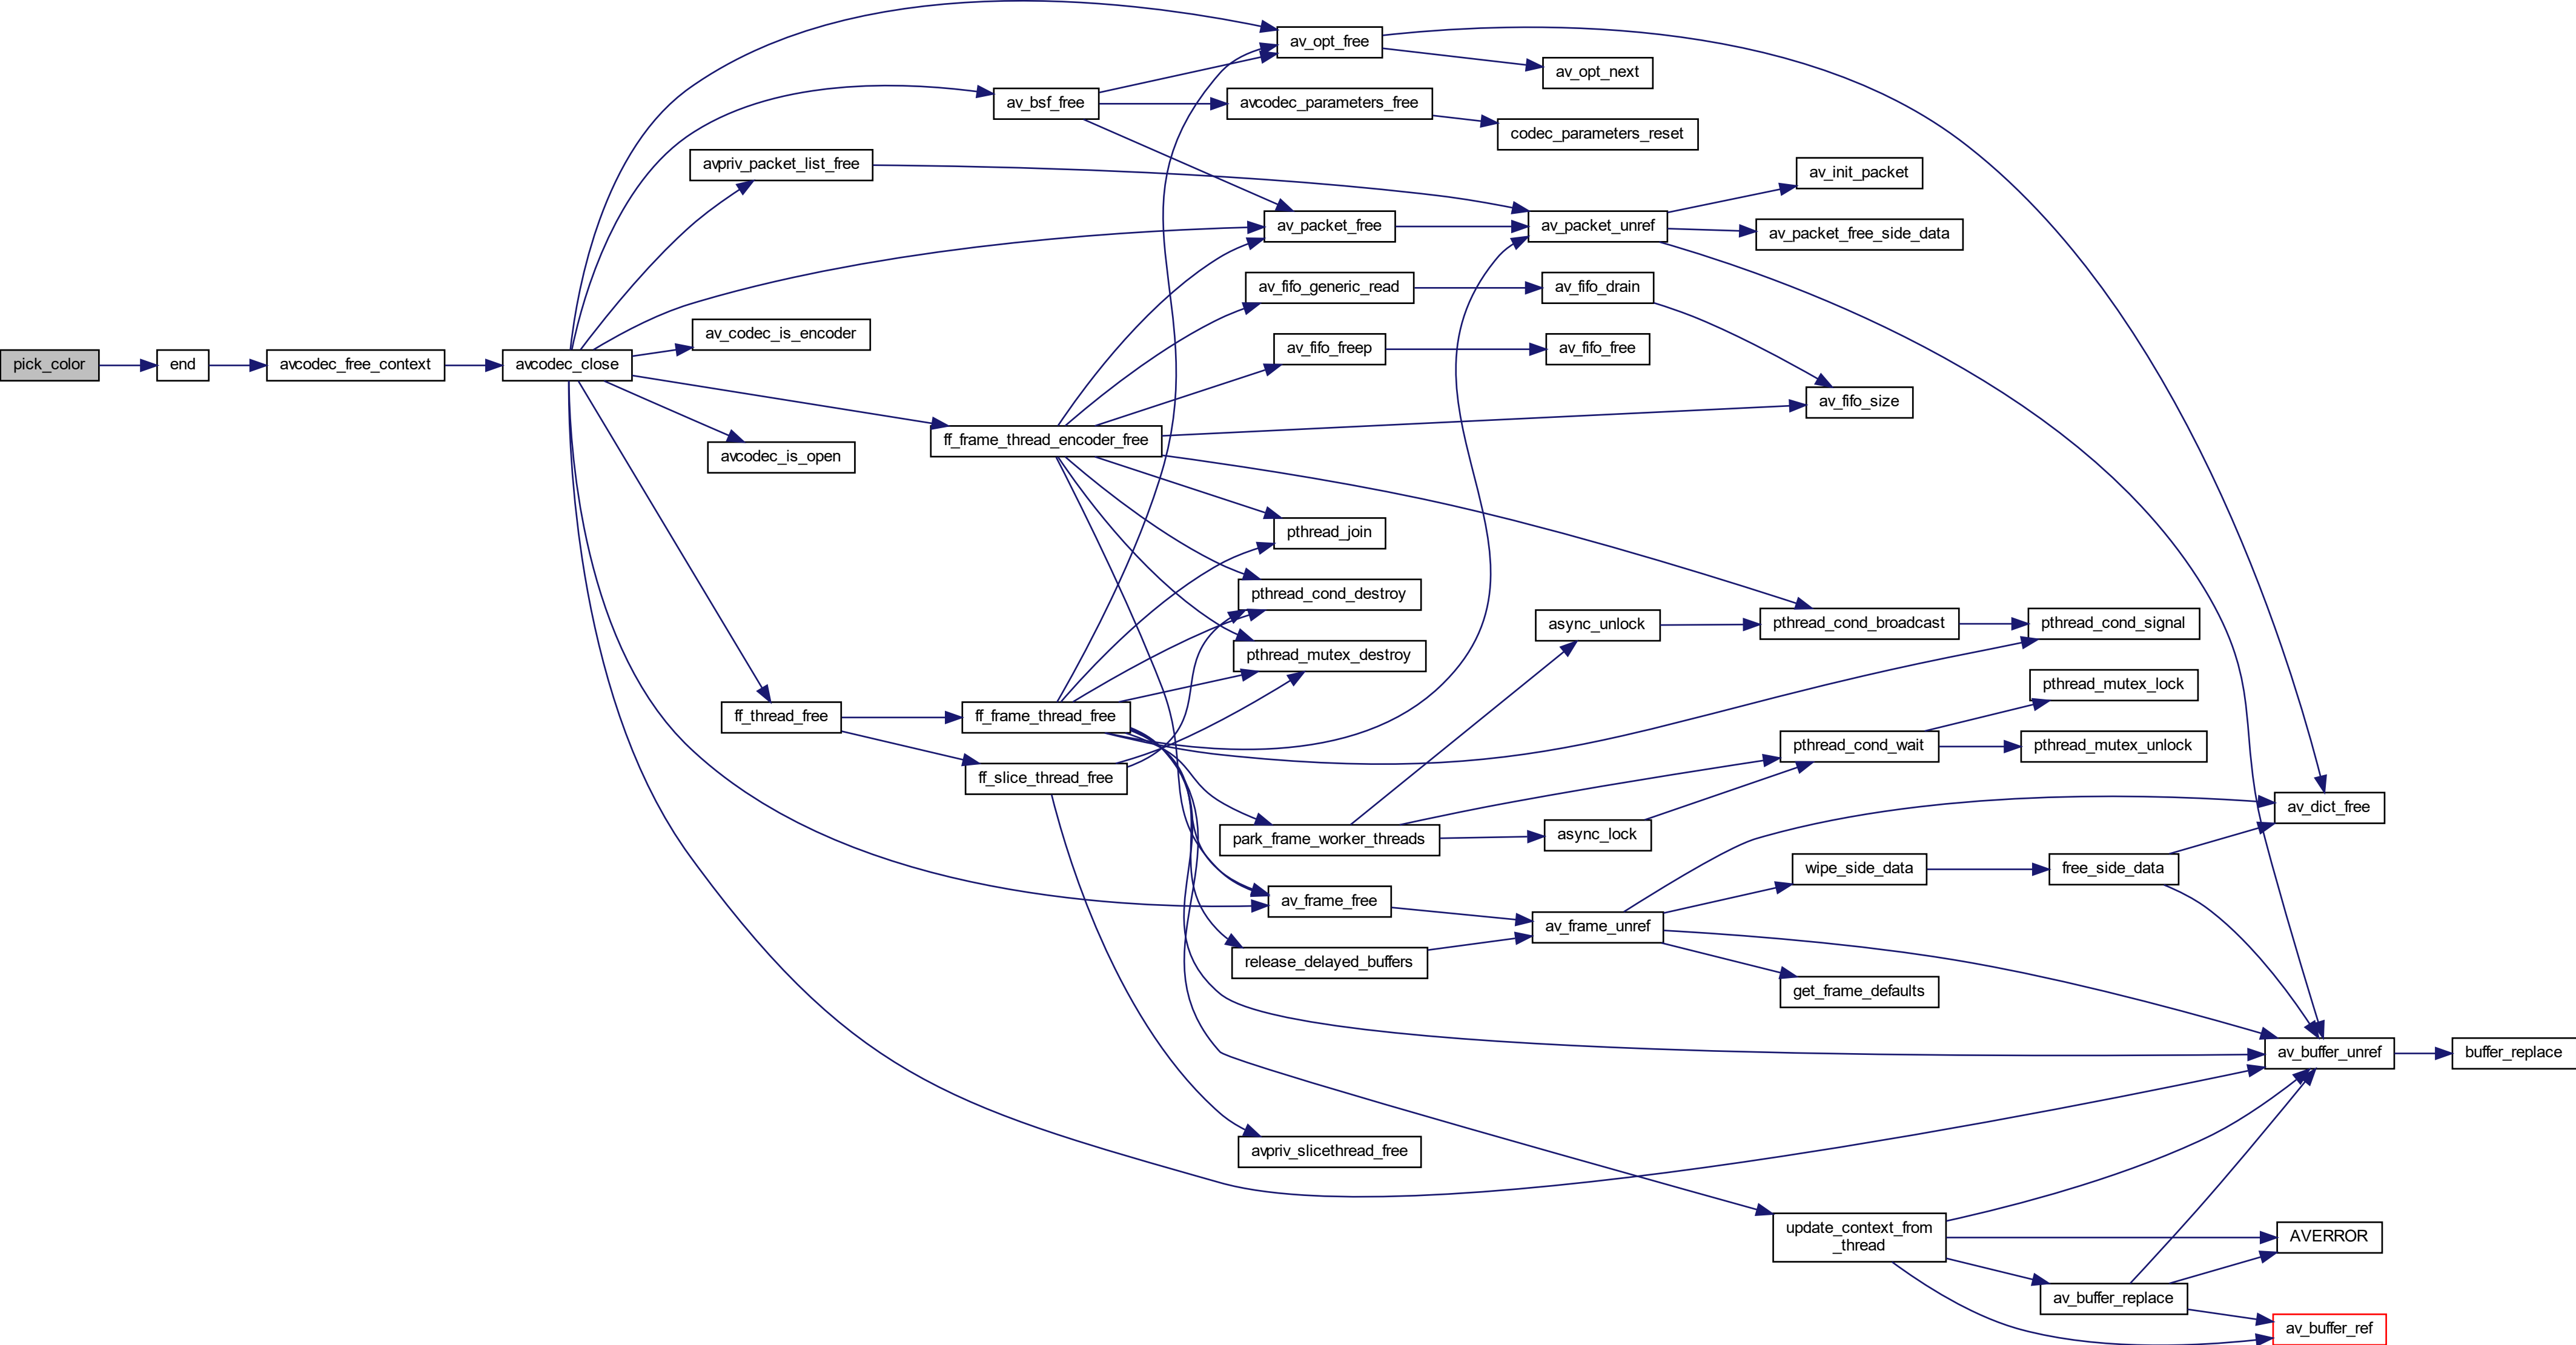 av_opt_free
av_opt_next
av_bsf_free
avcodec_parameters_free
codec_parameters_reset
avpriv_packet_list_free
av_init_packet
av_packet_free
av_packet_unref
av_packet_free_side_data
av_fifo_generic_read
av_fifo_drain
av_codec_is_encoder
av_fifo_freep
av_fifo_free
pick_color
end
avcodec_free_context
avcodec_close
av_fifo_size
ff_frame_thread_encoder_free
avcodec_is_open
pthread_join
pthread_cond_destroy
async_unlock
pthread_cond_broadcast
pthread_cond_signal
pthread_mutex_destroy
pthread_mutex_lock
ff_thread_free
ff_frame_thread_free
pthread_cond_wait
pthread_mutex_unlock
ff_slice_thread_free
av_dict_free
park_frame_worker_threads
async_lock
wipe_side_data
free_side_data
av_frame_free
av_frame_unref
release_delayed_buffers
get_frame_defaults
av_buffer_unref
buffer_replace
avpriv_slicethread_free
update_context_from
_thread
AVERROR
av_buffer_replace
av_buffer_ref